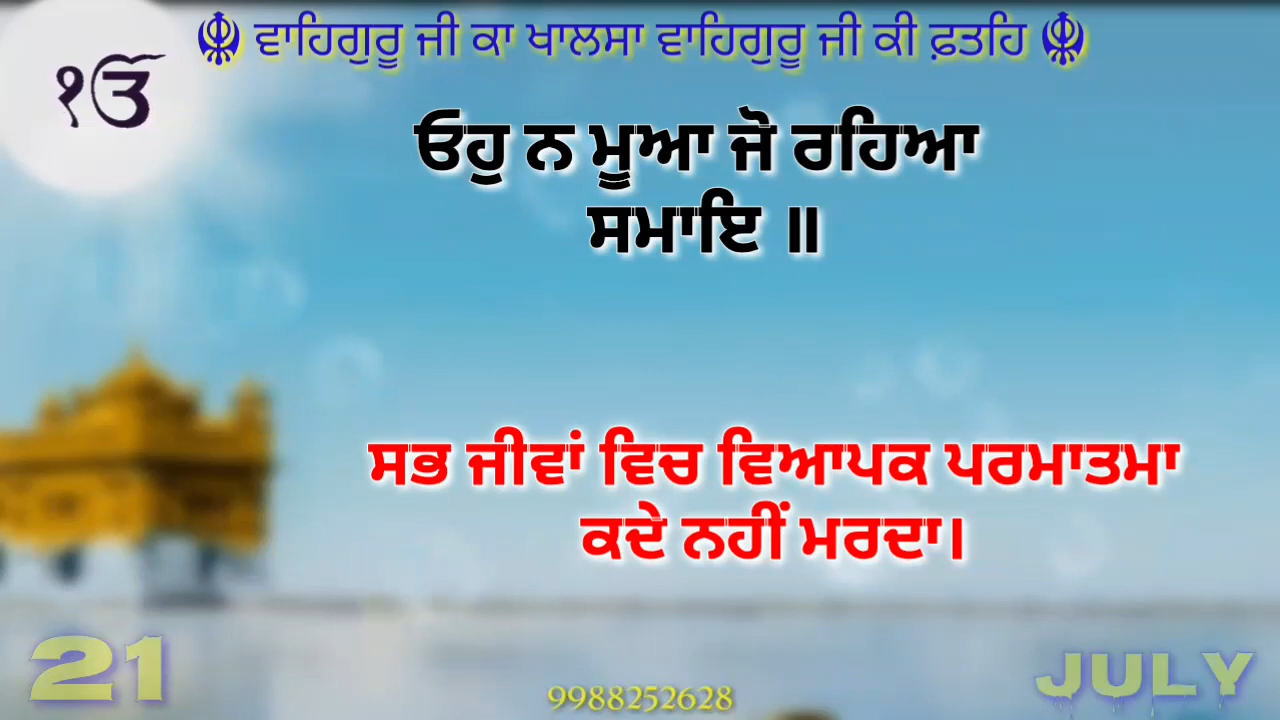 ੴ
☬ ਵਾਹਿਗੁਰੂ ਜੀ ਕਾ ਖਾਲਸਾ ਵਾਹਿਗੁਰੂ ਜੀ ਕੀ ਫ਼ਤਹਿ ☬
ਓਹੁ ਨ ਮੂਆ ਜੋ ਰਹਿਆ
ਸਮਾਇ ॥
ਸਭ ਜੀਵਾਂ ਵਿਚ ਵਿਆਪਕ ਪਰਮਾਤਮਾ
ਕਦੇ ਨਹੀਂ ਮਰਦਾ।
21
JULY
9988252628